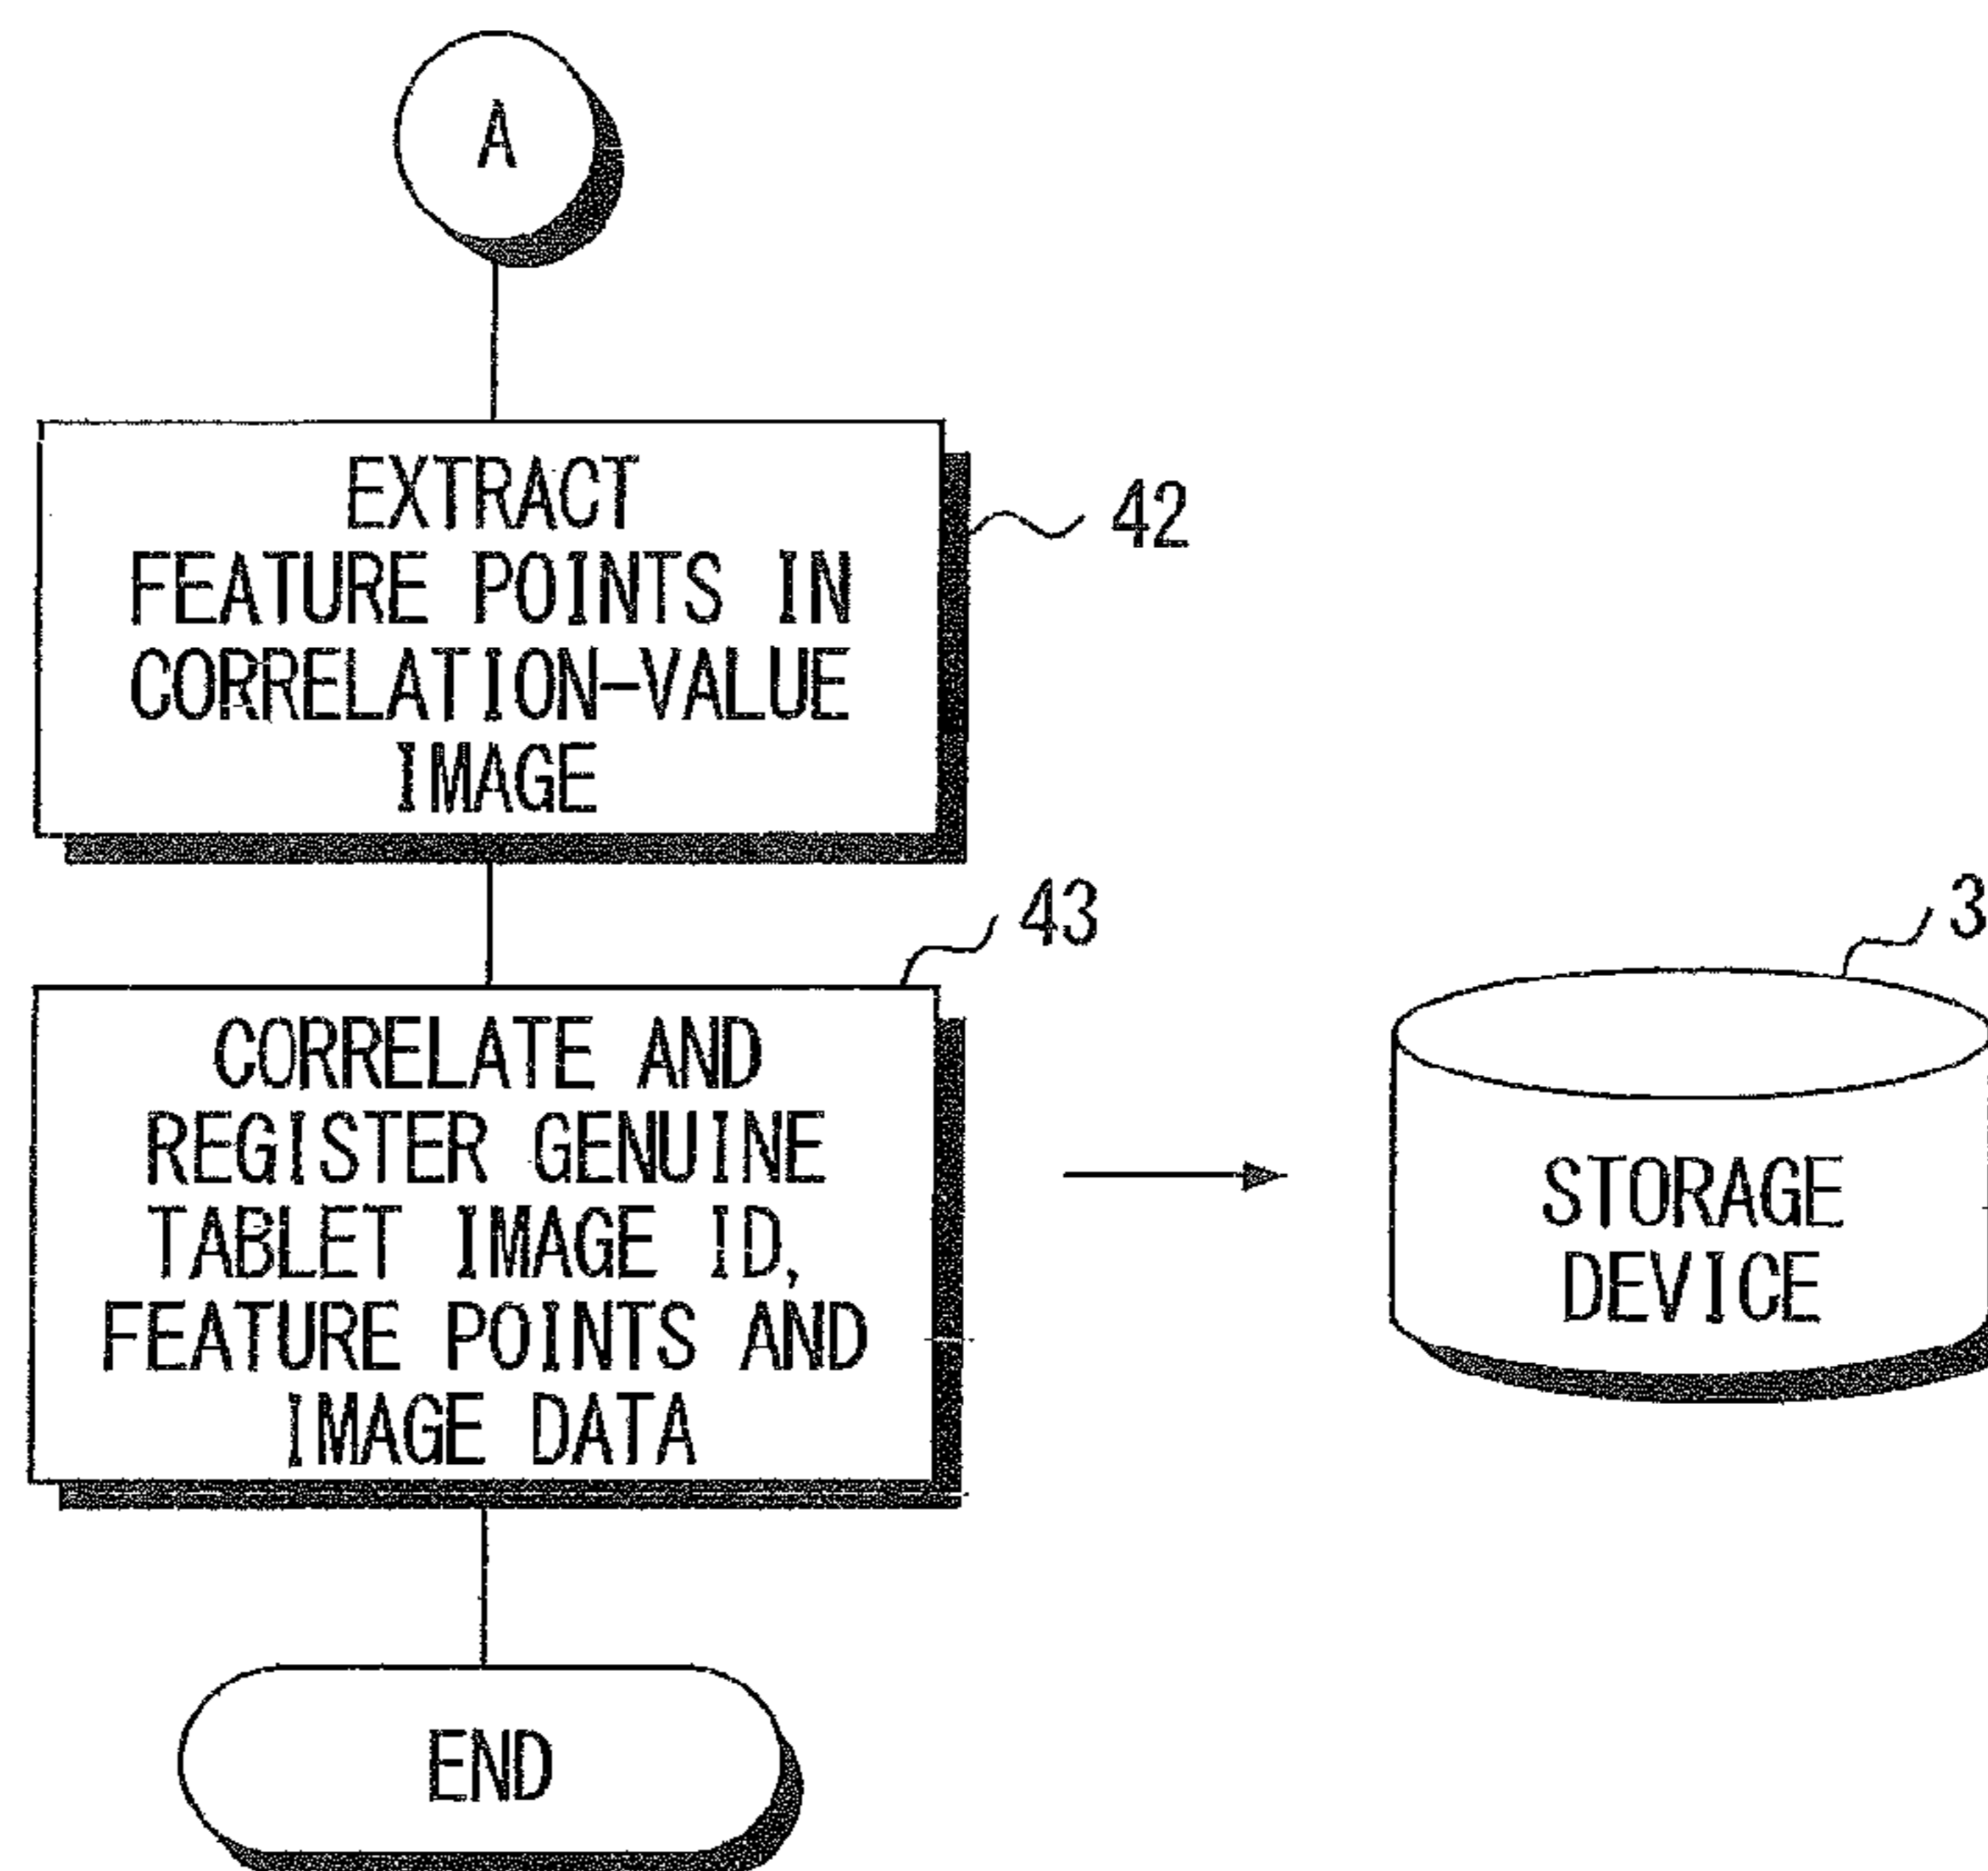 A
EXTRACT
FEATURE POINTS IN
CORRELATION-VALUE
IMAGE
42
43
CORRELATE AND
REGISTER GENUINE
TABLET IMAGE ID,
FEATURE POINTS AND
IMAGE DATA
3
STORAGE
DEVICE
END